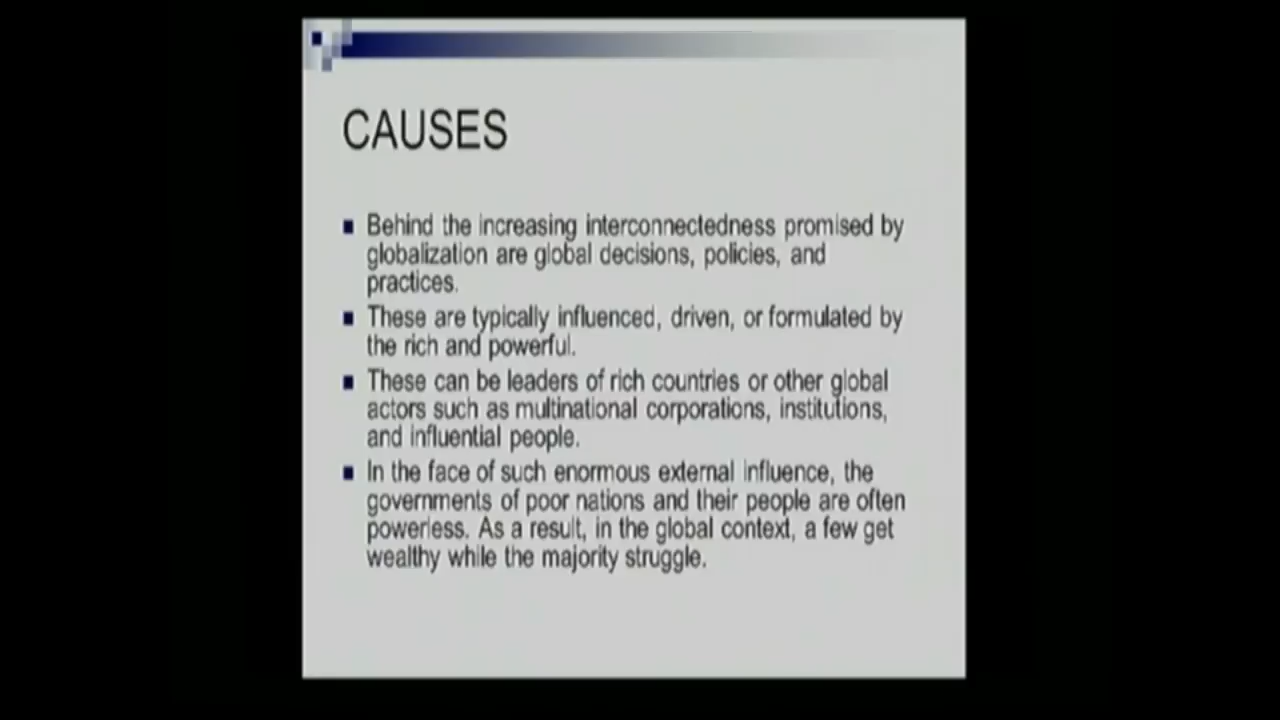 CAUSES
Behind the increasing interconnectedness promised by
globalization are global decisions, policies, and
practices.
These are typically influenced, driven, or formulated by
the rich and powerful.
These can be leaders of rich countries or other global
actors such as multinational corporations, institutions,
and influential people.
In the face of such enormous external influence, the
governments of poor nations and their people are often
powerless. As a result, in the global context, a few get
wealthy while the majority struggle.